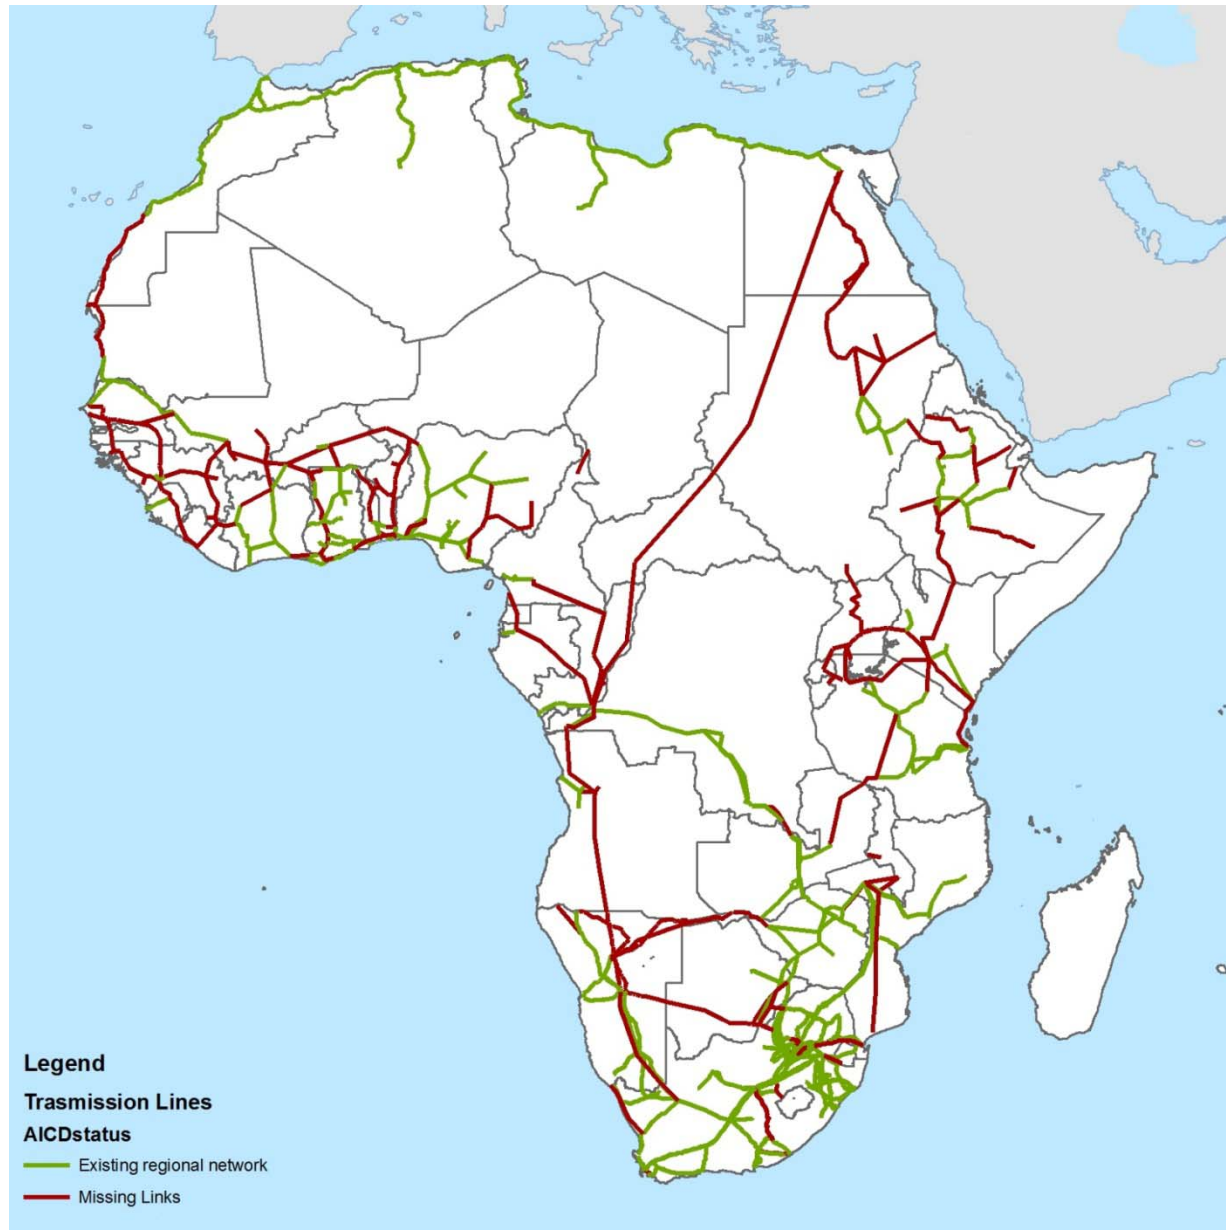 Legend
Trasmission Lines
AICDstatus
Existing regional network
Missing Links